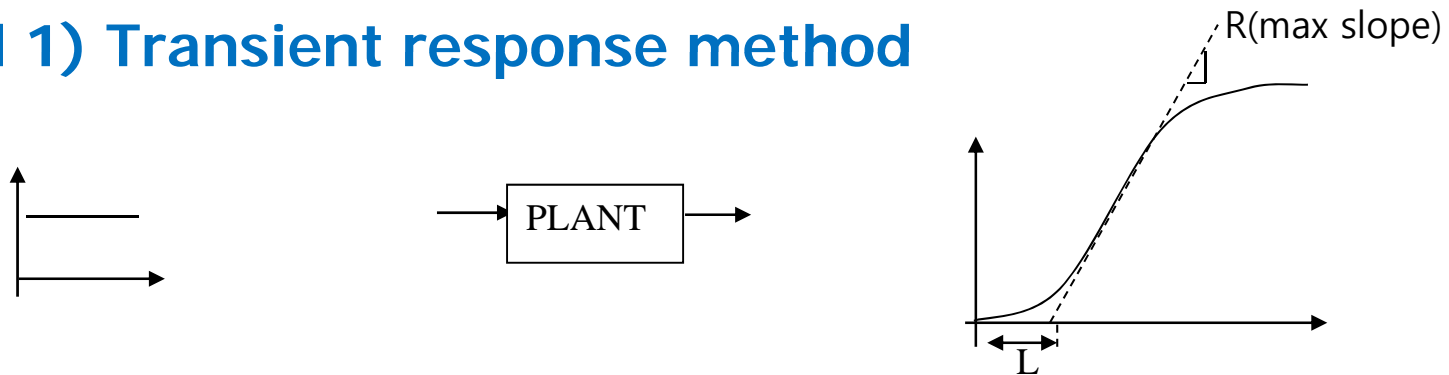 1) Transient response method
R(max slope)
PLANT
L